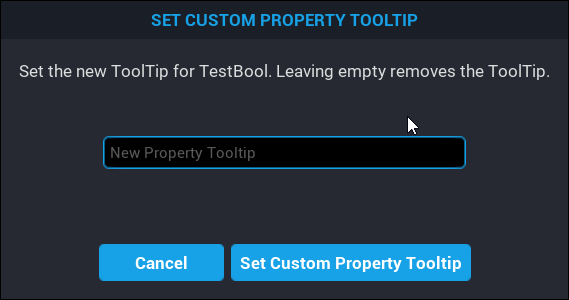 SET CUSTOM PROPERTY TOOLTIP
Set the new ToolTip for TestBool. Leaving empty removes the ToolTip.
New Property Tooltip
Cancel
Set Custom Property Tooltip